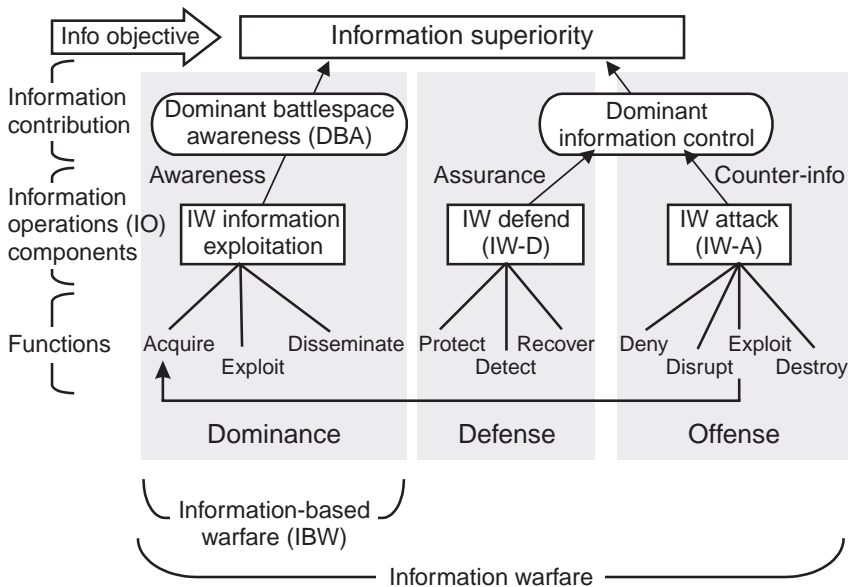 Info objective
Information superiority
Information
contribution
Dominant battlespace
awareness (DBA)
Dominant
information control
Awareness
Assurance
Counter-info
Information
operations (IO)
components
IW information
exploitation
IW defend
(IW-D)
IW attack
(IW-A)
Functions
Acquire
Exploit
Disseminate
Protect
Detect
Recover
Deny
Disrupt
Exploit
Destroy
Dominance
Defense
Offense
Information-based
warfare (IBW)
Information warfare